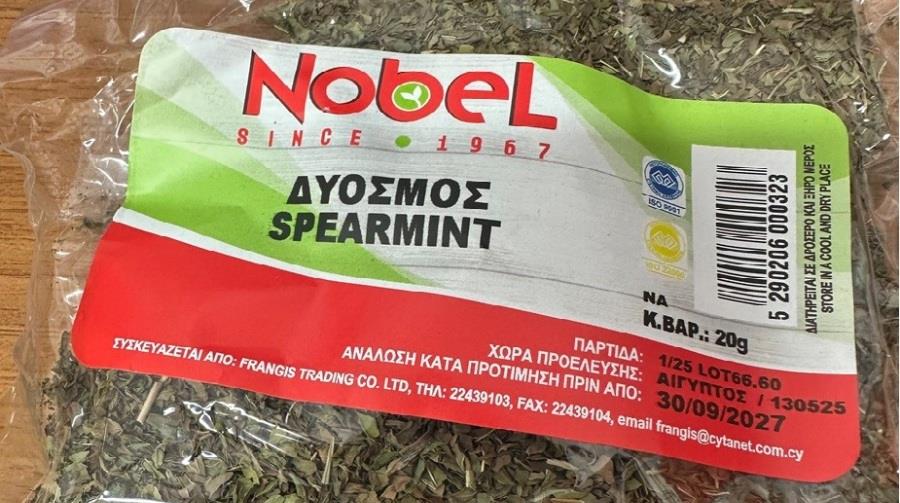 NobeL
SINCE 1967
ΔΥΟΣΜΟΣ
SPEARMINT
ISO 9001
ISO 22000
5 290206 000323
ΔΙΑΤΗΡΕΙΤΑΙ ΣΕ ΔΡΟΣΕΡΟ ΚΑΙ ΞΗΡΟ ΜΕΡΟΣ
STORE IN A COOL AND DRY PLACE
NA
Κ.ΒΑΡ.: 20g
ΠΑΡΤΙΔΑ: 1/25 LOT66.60
ΧΩΡΑ ΠΡΟΕΛΕΥΣΗΣ: ΑΙΓΥΠΤΟΣ / 130525
ΑΝΑΛΩΣΗ ΚΑΤΑ ΠΡΟΤΙΜΗΣΗ ΠΡΙΝ ΑΠΟ: 30/09/2027
ΣΥΣΚΕΥΑΖΕΤΑΙ ΑΠΟ: FRANGIS TRADING CO. LTD, ΤΗΛ: 22439103, FAX: 22439104, email frangis@cytanet.com.cy